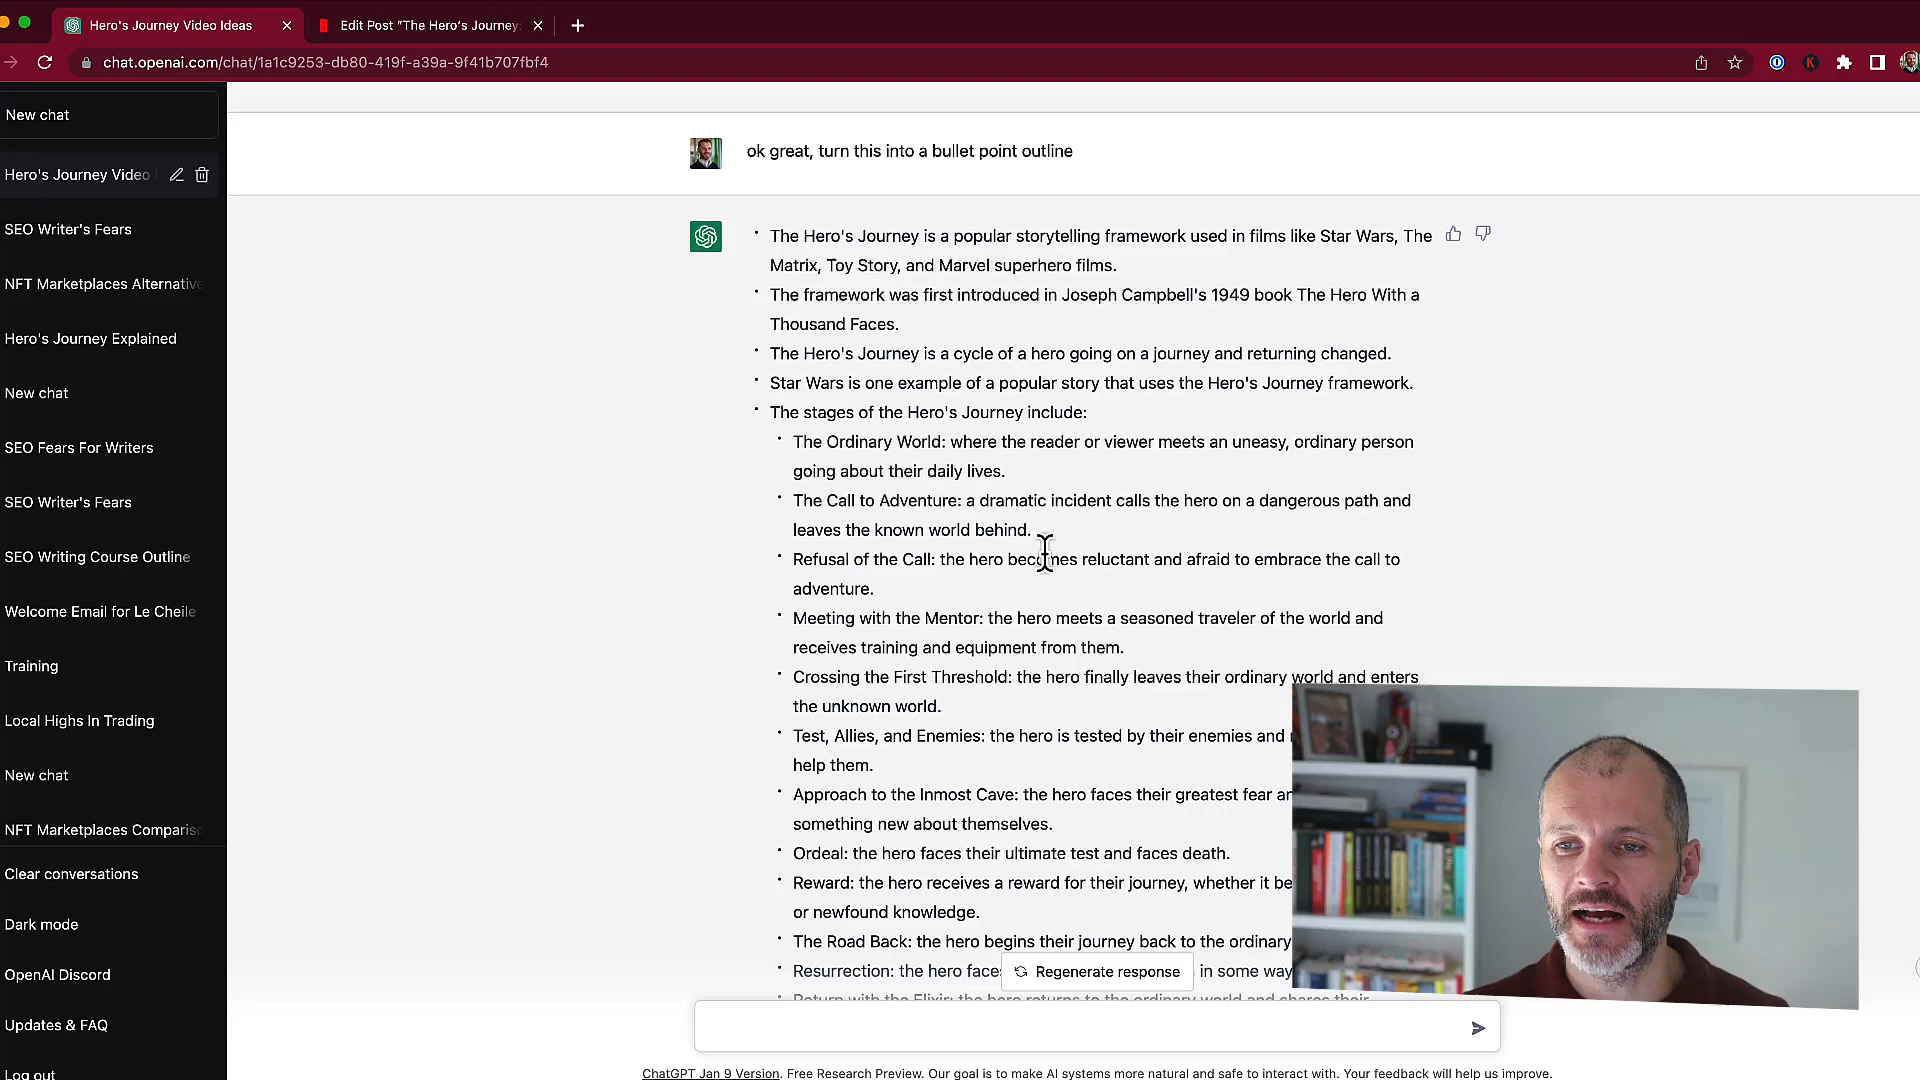 Hero's Journey Video Ideas
Edit Post "The Hero's Journey:
chat.openai.com/chat/1a1c9253-db80-419f-a39a-9f41b707fbf4
New chat
Hero's Journey Video
SEO Writer's Fears
NFT Marketplaces Alternative
Hero's Journey Explained
New chat
SEO Fears For Writers
SEO Writer's Fears
SEO Writing Course Outline
Welcome Email for Le Cheile
Training
Local Highs In Trading
New chat
NFT Marketplaces Compariso
Clear conversations
Dark mode
OpenAI Discord
Updates & FAQ
Log out
ok great, turn this into a bullet point outline
The Hero's Journey is a popular storytelling framework used in films like Star Wars, The
Matrix, Toy Story, and Marvel superhero films.
The framework was first introduced in Joseph Campbell's 1949 book The Hero With a
Thousand Faces.
The Hero's Journey is a cycle of a hero going on a journey and returning changed.
Star Wars is one example of a popular story that uses the Hero's Journey framework.
The stages of the Hero's Journey include:
The Ordinary World: where the reader or viewer meets an uneasy, ordinary person
going about their daily lives.
The Call to Adventure: a dramatic incident calls the hero on a dangerous path and
leaves the known world behind.
Refusal of the Call: the hero becomes reluctant and afraid to embrace the call to
adventure.
Meeting with the Mentor: the hero meets a seasoned traveler of the world and
receives training and equipment from them.
Crossing the First Threshold: the hero finally leaves their ordinary world and enters
the unknown world.
Test, Allies, and Enemies: the hero is tested by their enemies and
help them.
Approach to the Inmost Cave: the hero faces their greatest fear
something new about themselves.
Ordeal: the hero faces their ultimate test and faces death.
Reward: the hero receives a reward for their journey, whether it be
or newfound knowledge.
The Road Back: the hero begins their journey back to the ordinary
Resurrection: the hero faces in some way
Return with the Elixir: the hero returns to the ordinary world and shares their
Regenerate response
ChatGPT Jan 9 Version. Free Research Preview. Our goal is to make AI systems more natural and safe to interact with. Your feedback will help us improve.